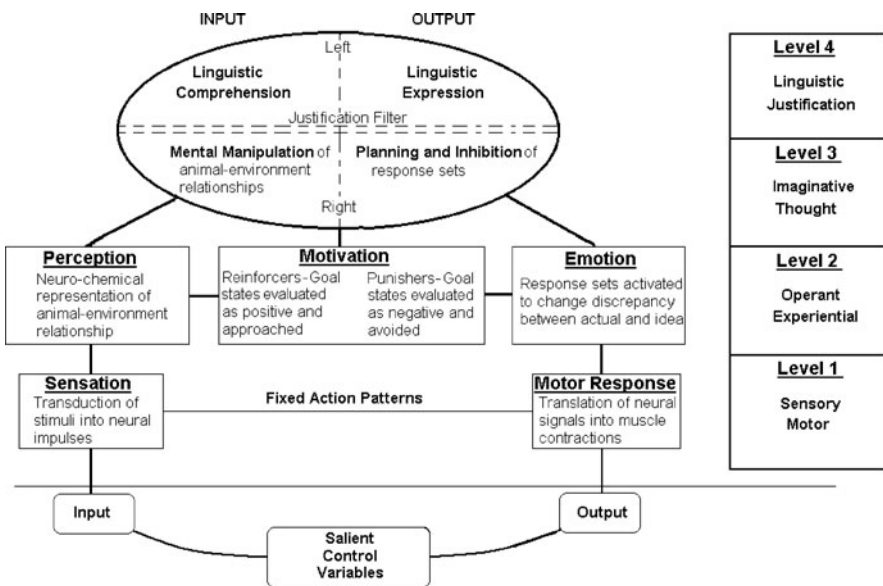 INPUT
OUTPUT
Left
Linguistic
Comprehension
Linguistic
Expression
Justification Filter
Mental Manipulation of
animal-environment
relationships
Planning and Inhibition of
response sets
Right
Perception
Neuro-chemical
representation of
animal-environment
relationship
Motivation
Reinforcers-Goal
states evaluated
as positive and
approached
Punishers-Goal
states evaluated
as negative and
avoided
Emotion
Response sets activated
to change discrepancy
between actual and idea
Sensation
Transduction of
stimuli into neural
impulses
Fixed Action Patterns
Motor Response
Translation of neural
signals into muscle
contractions
Input
Output
Salient
Control
Variables
Level 4
Linguistic
Justification
Level 3
Imaginative
Thought
Level 2
Operant
Experiential
Level 1
Sensory
Motor